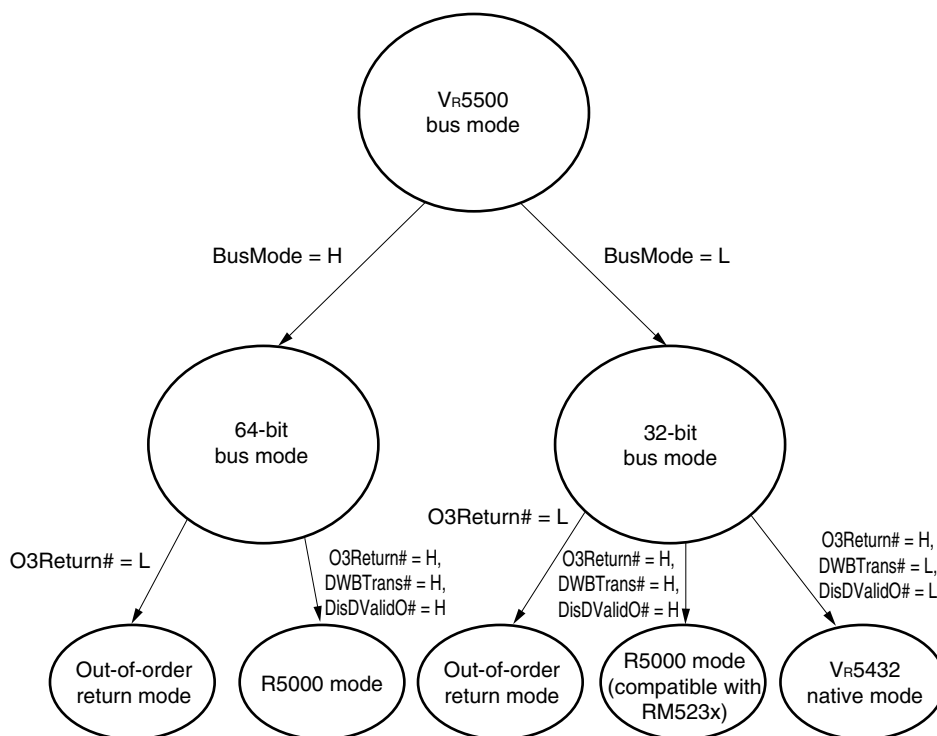 VR5500
bus mode
BusMode = H
BusMode = L
64-bit
bus mode
32-bit
bus mode
O3Return# = L
O3Return# = H,
DWBTrans# = H,
DisDValidO# = H
O3Return# = L
O3Return# = H,
DWBTrans# = H,
DisDValidO# = H
O3Return# = H,
DWBTrans# = L,
DisDValidO# = L
Out-of-order
return mode
R5000 mode
Out-of-order
return mode
R5000 mode
(compatible with
RM523x)
VR5432
native mode